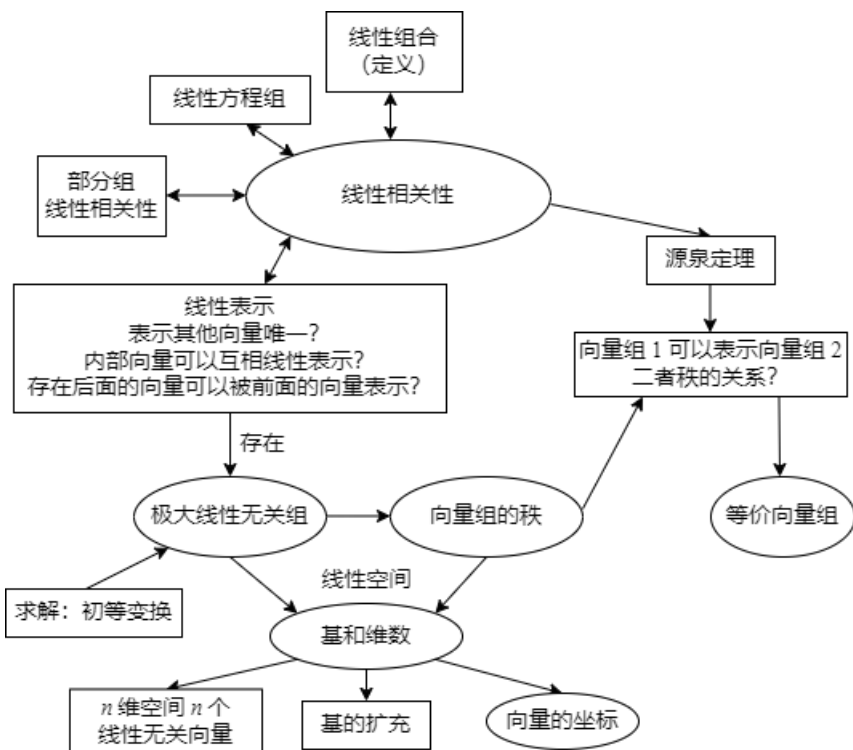 线性组合
（定义）
线性方程组
部分组
线性相关性
线性相关性
源泉定理
线性表示
表示其他向量唯一？
内部向量可以互相线性表示？
存在后面的向量可以被前面的向量表示？
向量组 1 可以表示向量组 2
二者秩的关系？
存在
极大线性无关组
向量组的秩
等价向量组
线性空间
求解：初等变换
基和维数
n 维空间 n 个
线性无关向量
基的扩充
向量的坐标